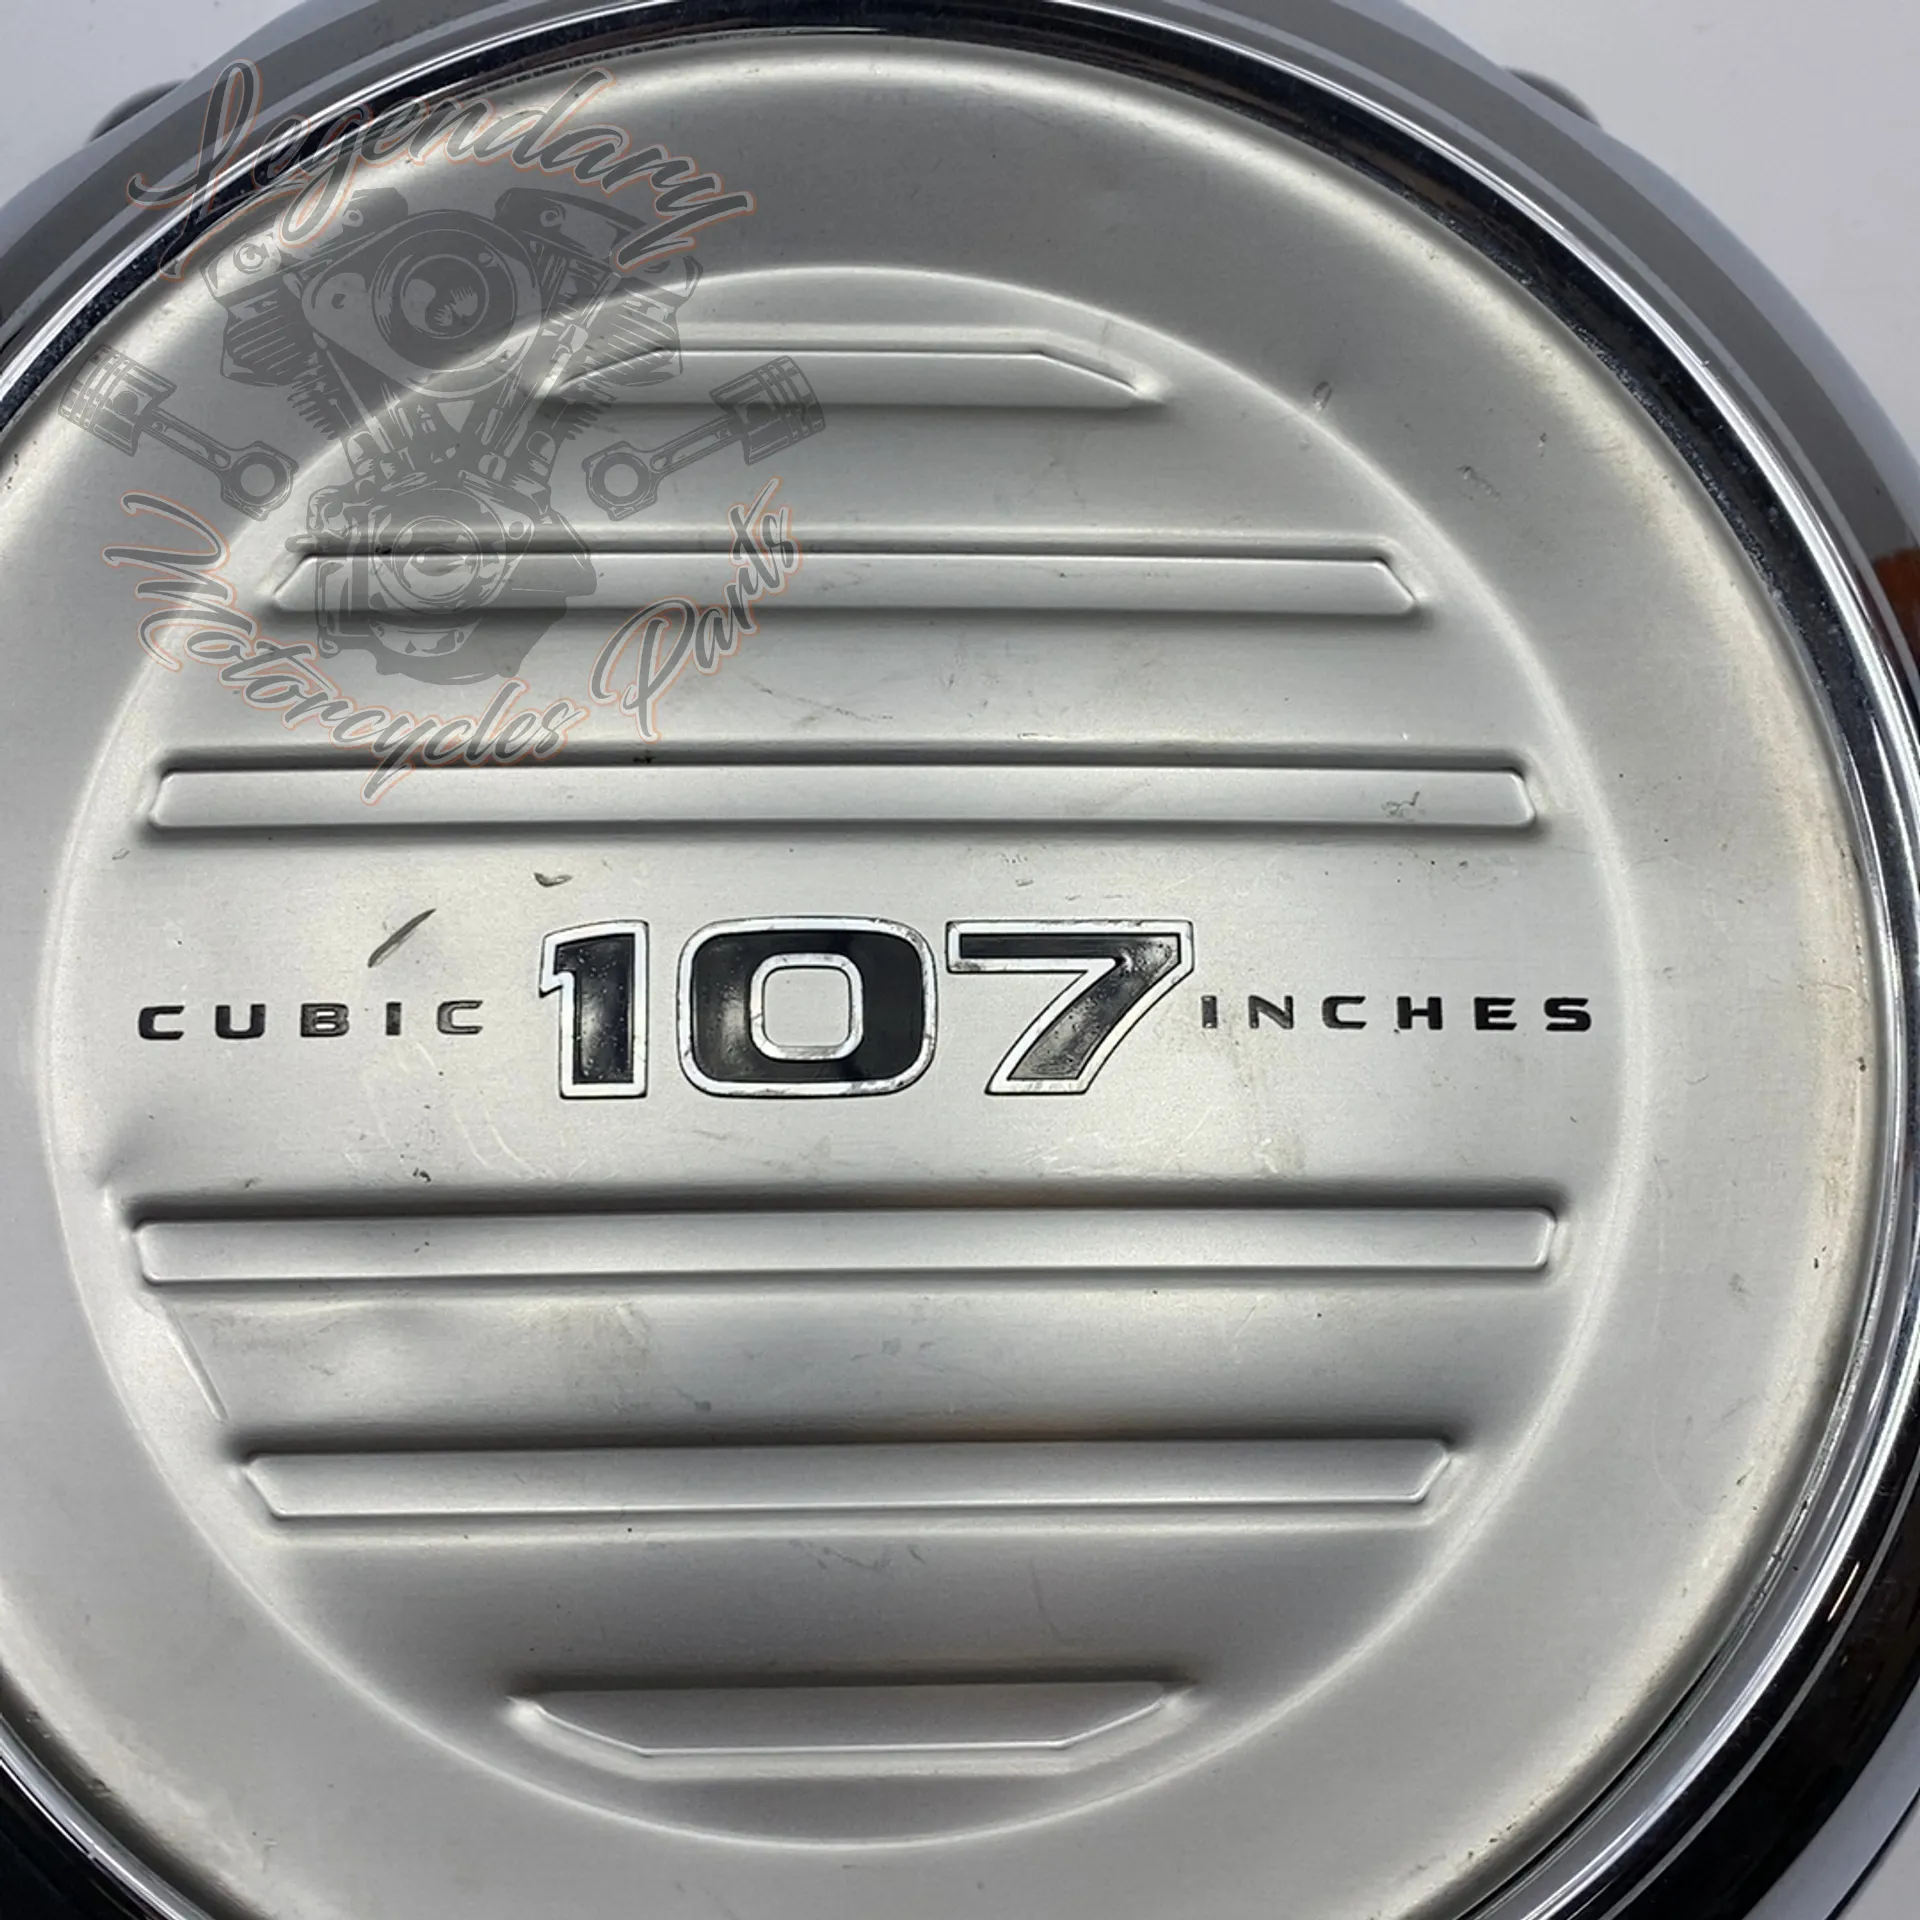 Legendary
Motorcycles Parts
CUBIC 107 INCHES